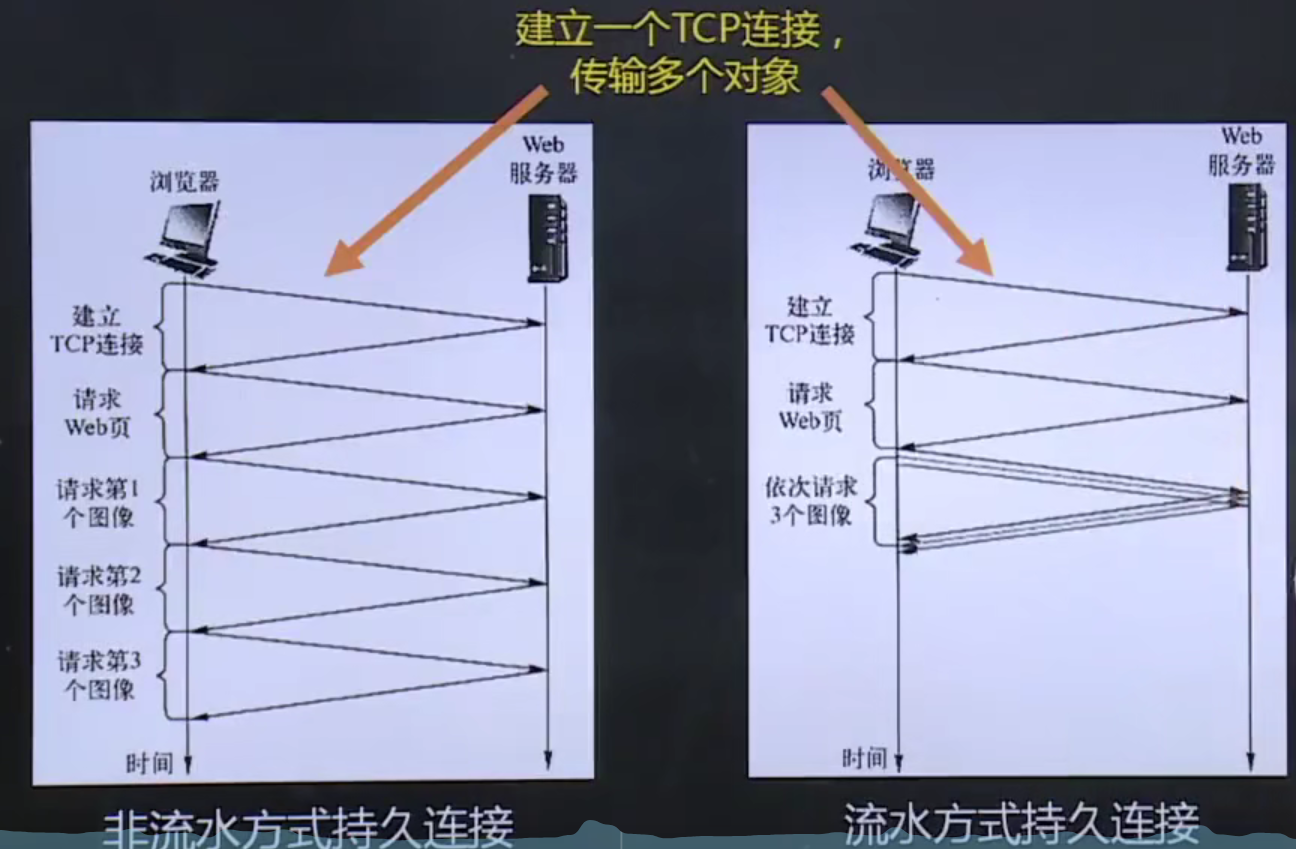 建立一个TCP连接，
传输多个对象
浏览器
Web
服务器
建立
TCP连接
请求
Web页
请求第1
个图像
请求第2
个图像
请求第3
个图像
时间
非流水方式持久连接
浏览器
Web
服务器
建立
TCP连接
请求
Web页
依次请求
3个图像
时间
流水方式持久连接